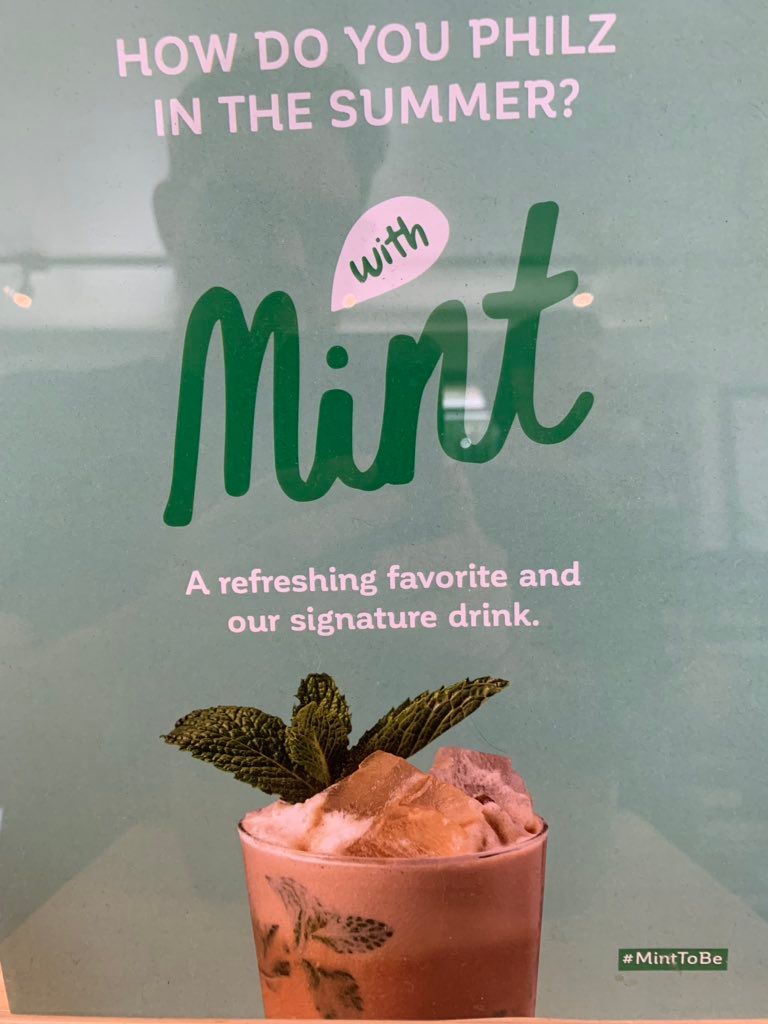 HOW DO YOU PHILZ
IN THE SUMMER?
with
Mint
A refreshing favorite and
our signature drink.
#MintToBe